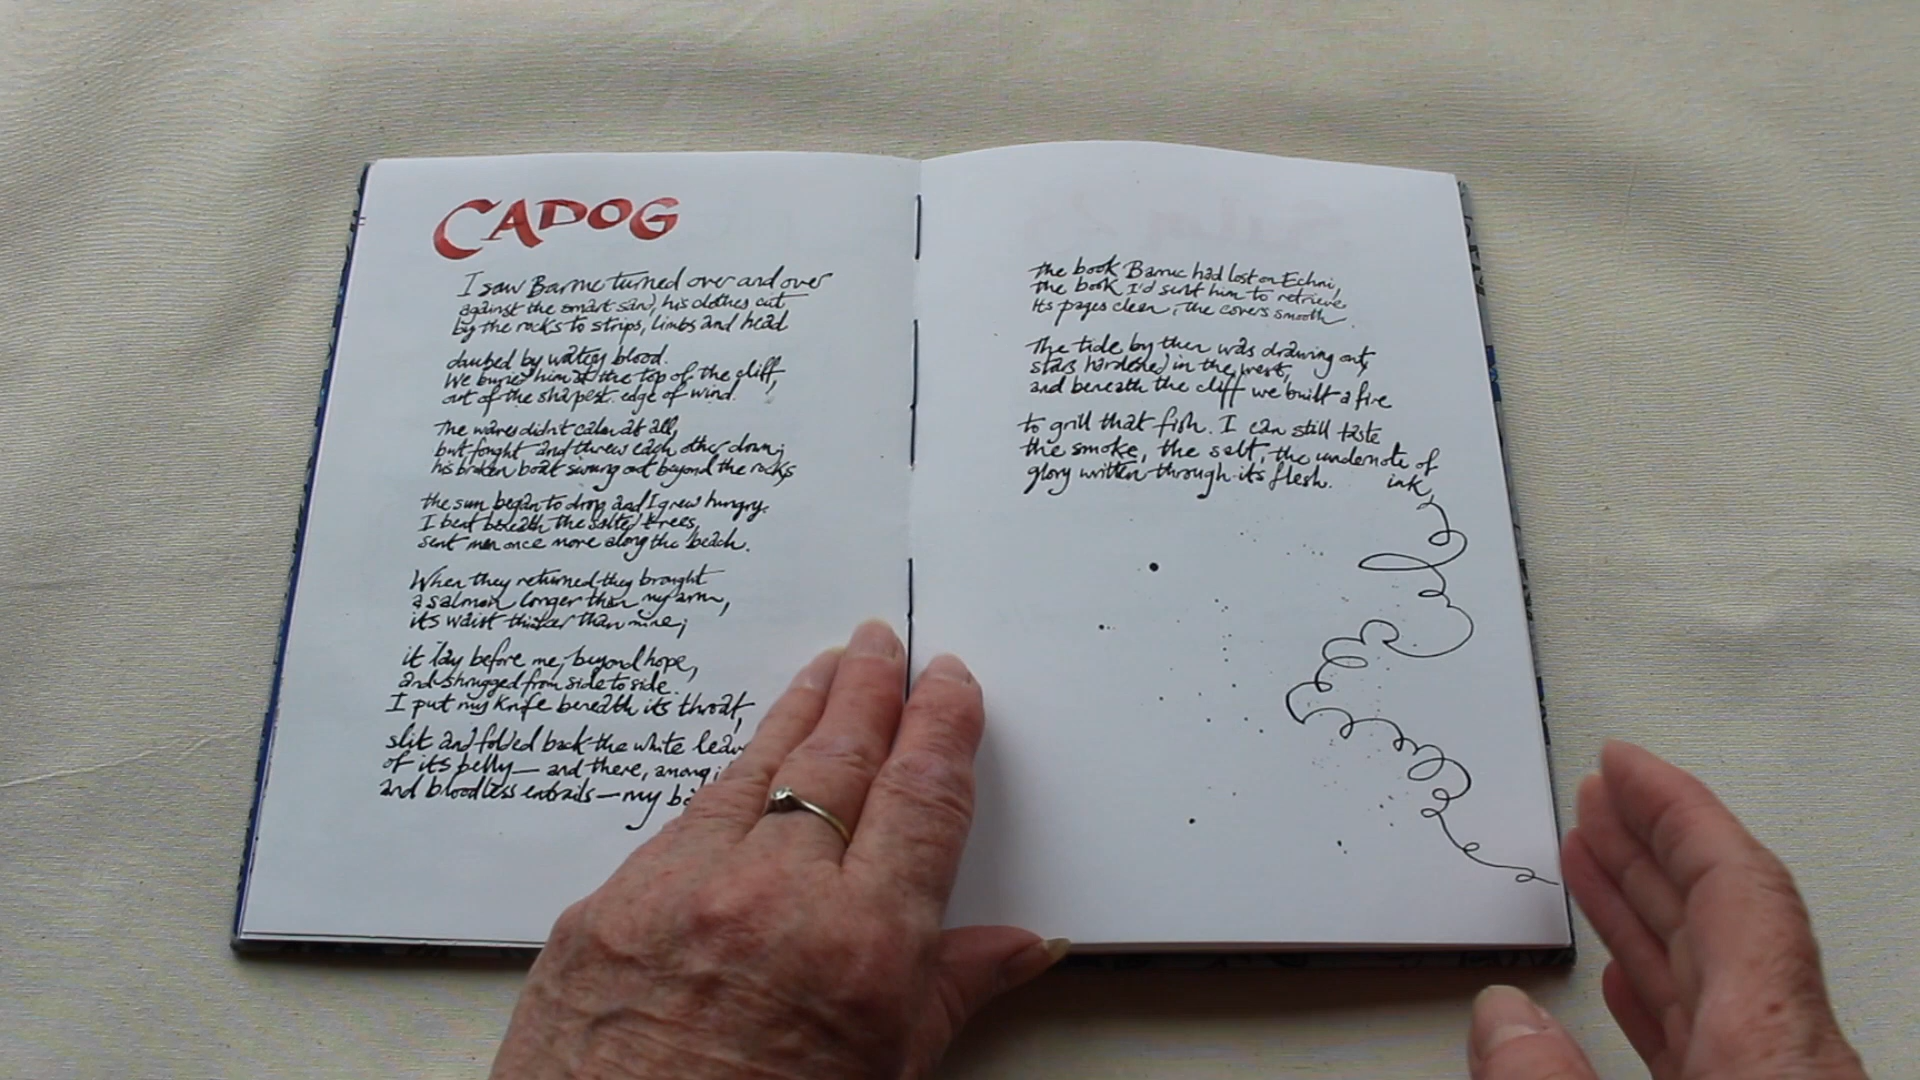 CADOG
I saw Barruc turned over and over
against the smart sand, his clothes cut
by the rocks to strips, limbs and head
daubed by watery blood.
We buried him at the top of the cliff,
out of the sharpest edge of wind.
The waves didn't calm at all,
but fought and threw each other down;
his broken boat swung out beyond the rocks
the sun began to drop and I grew hungry.
I bent beneath the salted trees,
sent men once more along the beach.
When they returned they brought
a salmon longer than my arm,
its waist thicker than mine;
it lay before me, beyond hope,
and shrugged from side to side.
I put my knife beneath its throat,
slit and folded back the white
of its belly — and there, among
and bloodless entrails — my
the book Barruc had lost on Echni,
the book I'd sent him to retrieve.
Its pages clean, the covers smooth.
The tide by then was drawing out,
stars hardened in the west,
and beneath the cliff we built a fire
to grill that fish. I can still taste
the smoke, the salt, the undernote of
glory written through its flesh. ink,